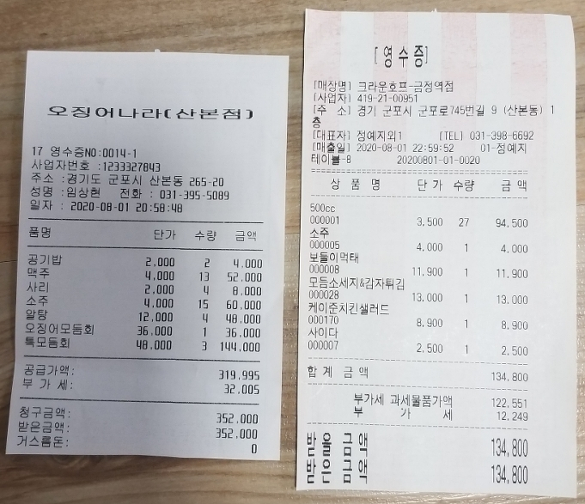 오징어나라(산본점)
17 영수증NO:0014-1
사업자번호 :1233327843
주소 :경기도 군포시 산본동 265-20
성명 :임상현 전화 : 031-395-5089
일자 : 2020-08-01 20:58:48
품명 단가 수량 금액
공기밥 2,000 2 4,000
맥주 4,000 13 52,000
사리 2,000 4 8,000
소주 4,000 15 60,000
알탕 12,000 4 48,000
오징어모듬회 36,000 1 36,000
특모듬회 48,000 3 144,000
공급가액: 319,995
부 가 세: 32,005
청구금액: 352,000
받은금액: 352,000
거스름돈: 0
[영수증]
[매장명] 크라운호프-금정역점
[사업자] 419-21-00951
[주 소] 경기 군포시 군포로745번길 9 (산본동) 1
층
[대표자] 정예지외1 [TEL] 031-398-6692
[매출일] 2020-08-01 22:59:52 01-정예지
테이블-8 20200801-01-0020
상 품 명 단 가 수량 금 액
500cc
000001 3,500 27 94,500
소주
000005 4,000 1 4,000
보들이먹태
000008 11,900 1 11,900
모듬소세지&감자튀김
000028 13,000 1 13,000
케이준치킨샐러드
000170 8,900 1 8,900
사이다
000007 2,500 1 2,500
합 계 금 액 134,800
부가세 과세물품가액 122,551
부 가 세 12,249
받을 금액 134,800
받은 금액 134,800